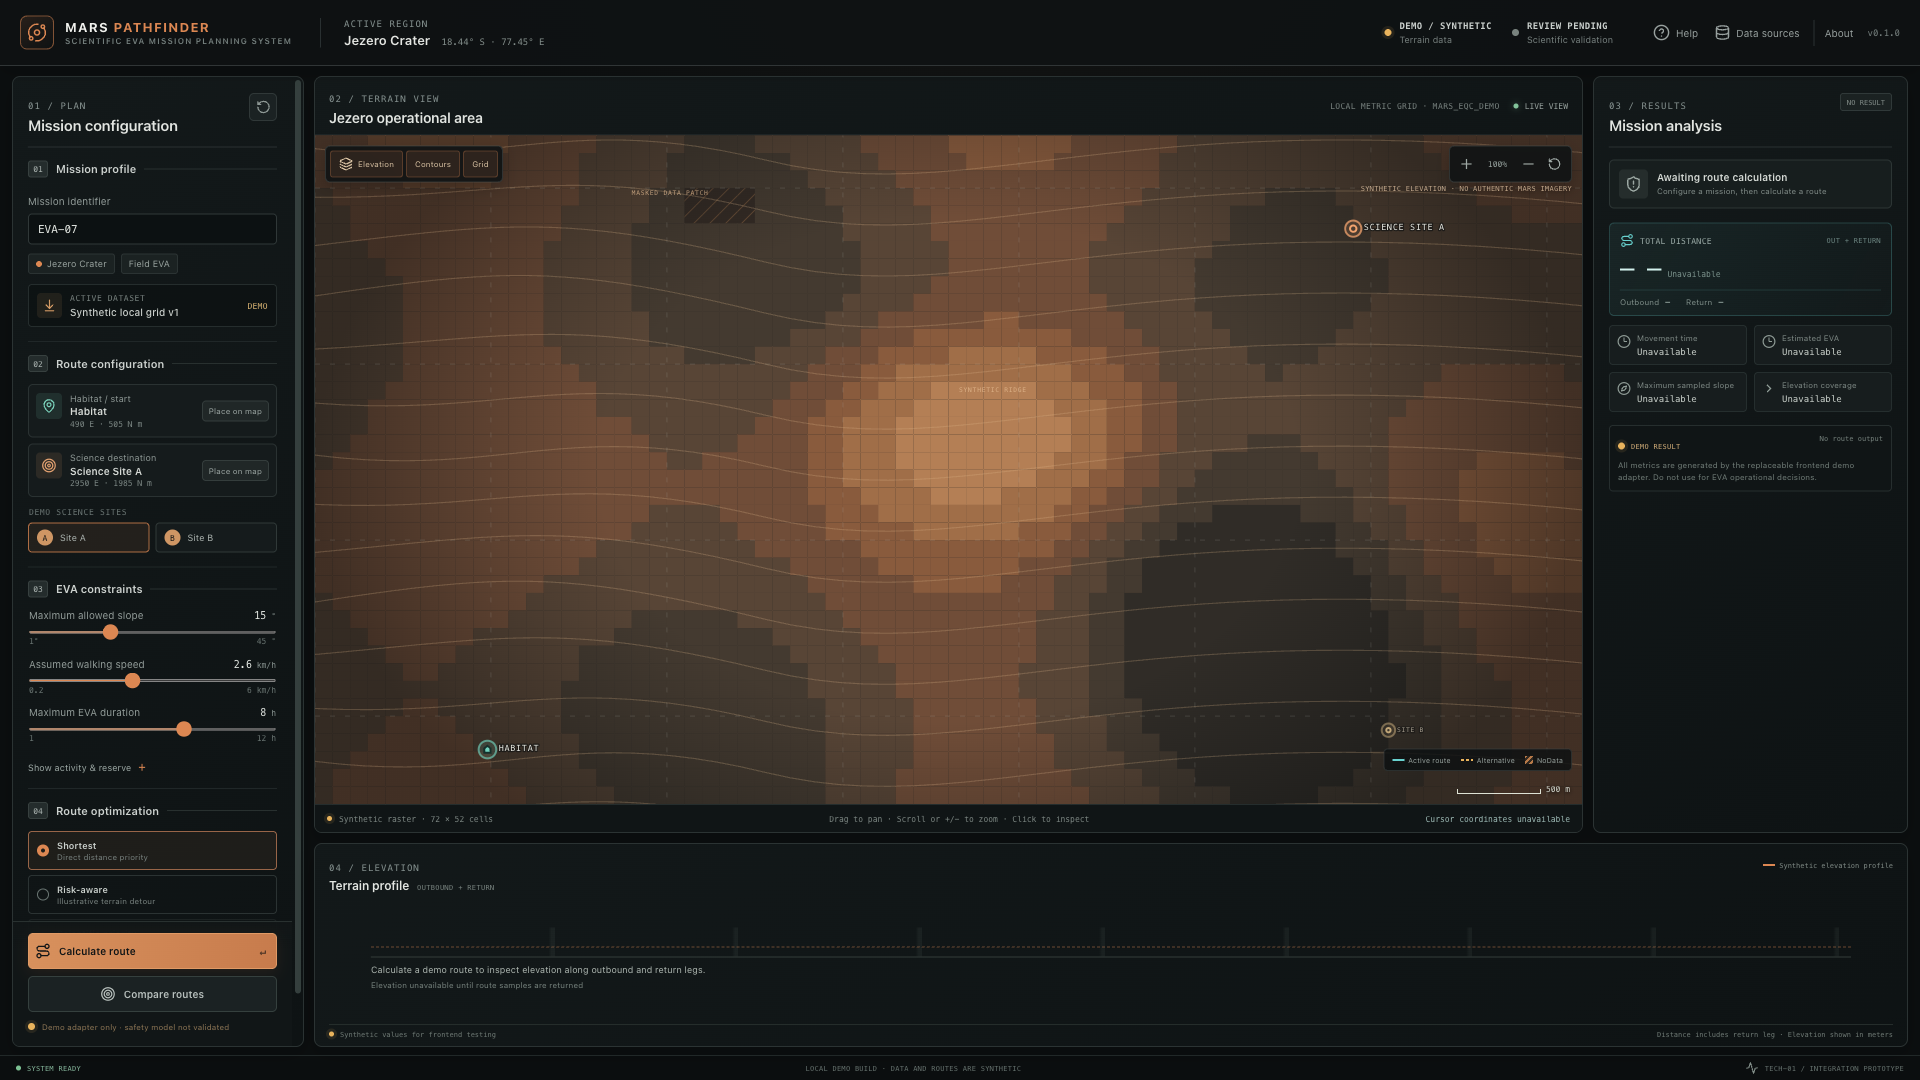 MARS PATHFINDER
SCIENTIFIC EVA MISSION PLANNING SYSTEM
ACTIVE REGION
Jezero Crater 18.44° S · 77.45° E
DEMO / SYNTHETIC
Terrain data
REVIEW PENDING
Scientific validation
Help
Data sources
About
v0.1.0
01 / PLAN
Mission configuration
01 Mission profile
Mission identifier
EVA-07
Jezero Crater
Field EVA
ACTIVE DATASET
Synthetic local grid v1
DEMO
02 Route configuration
Habitat / start
Habitat
490 E · 505 N m
Place on map
Science destination
Science Site A
2950 E · 1985 N m
Place on map
DEMO SCIENCE SITES
A Site A
B Site B
03 EVA constraints
Maximum allowed slope 15 °
1° 45 °
Assumed walking speed 2.6 km/h
0.2 6 km/h
Maximum EVA duration 8 h
1 12 h
Show activity & reserve +
04 Route optimization
Shortest
Direct distance priority
Risk-aware
Illustrative terrain detour
Calculate route ↵
Compare routes
Demo adapter only · safety model not validated
02 / TERRAIN VIEW
Jezero operational area
LOCAL METRIC GRID · MARS_EQC_DEMO
LIVE VIEW
Elevation
Contours
Grid
100%
MASKED DATA PATCH
SYNTHETIC ELEVATION · NO AUTHENTIC MARS IMAGERY
SCIENCE SITE A
SYNTHETIC RIDGE
HABITAT
SITE B
Active route
Alternative
NoData
500 m
Synthetic raster · 72 × 52 cells
Drag to pan · Scroll or +/− to zoom · Click to inspect
Cursor coordinates unavailable
03 / RESULTS
Mission analysis
NO RESULT
Awaiting route calculation
Configure a mission, then calculate a route
TOTAL DISTANCE
OUT + RETURN
— — Unavailable
Outbound –
Return –
Movement time
Unavailable
Estimated EVA
Unavailable
Maximum sampled slope
Unavailable
Elevation coverage
Unavailable
DEMO RESULT
No route output
All metrics are generated by the replaceable frontend demo
adapter. Do not use for EVA operational decisions.
04 / ELEVATION
Terrain profile OUTBOUND + RETURN
Synthetic elevation profile
Calculate a demo route to inspect elevation along outbound and return legs.
Elevation unavailable until route samples are returned
Synthetic values for frontend testing
Distance includes return leg · Elevation shown in meters
SYSTEM READY
LOCAL DEMO BUILD · DATA AND ROUTES ARE SYNTHETIC
TECH-01 / INTEGRATION PROTOTYPE